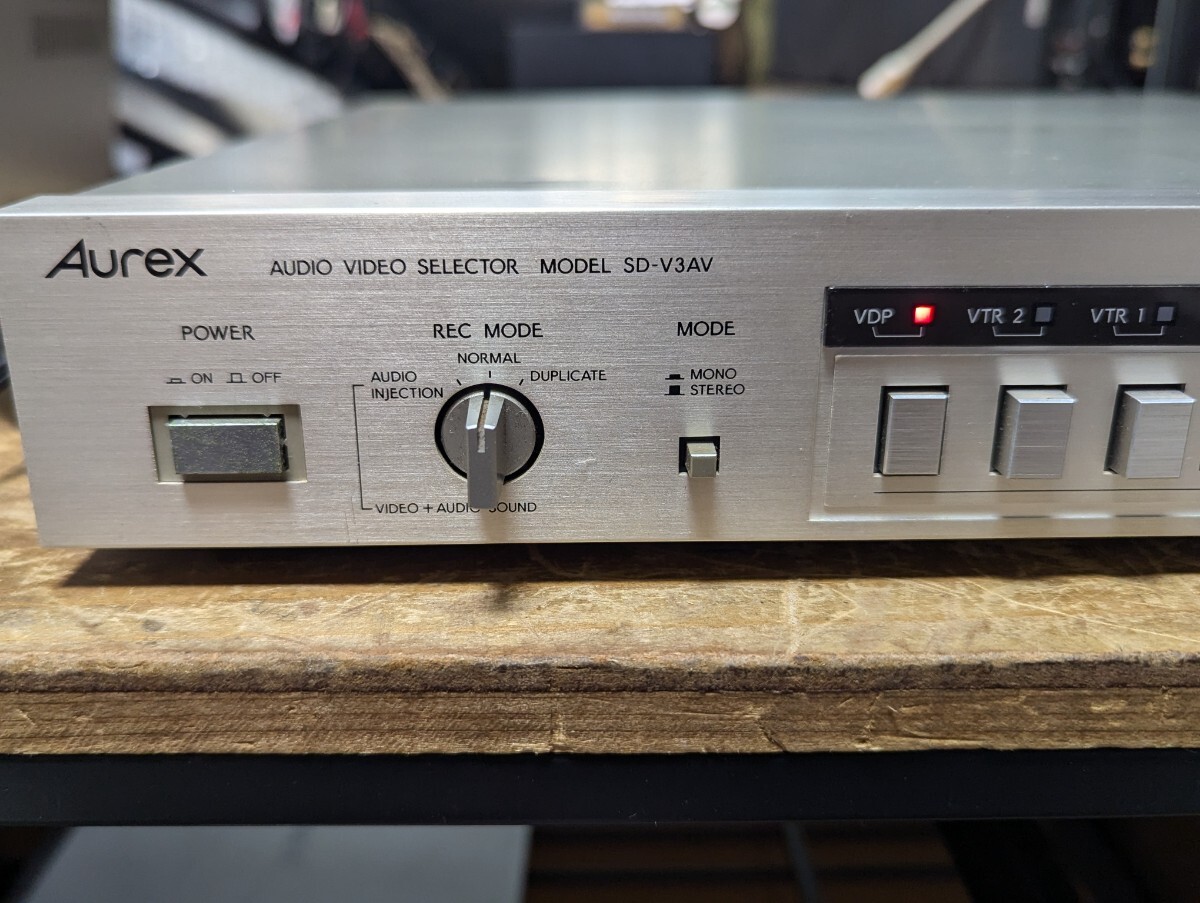 Aurex
AUDIO VIDEO SELECTOR MODEL SD-V3AV
POWER
ON OFF
REC MODE
NORMAL
AUDIO
INJECTION
DUPLICATE
VIDEO + AUDIO SOUND
MODE
MONO
STEREO
VDP VTR 2 VTR 1